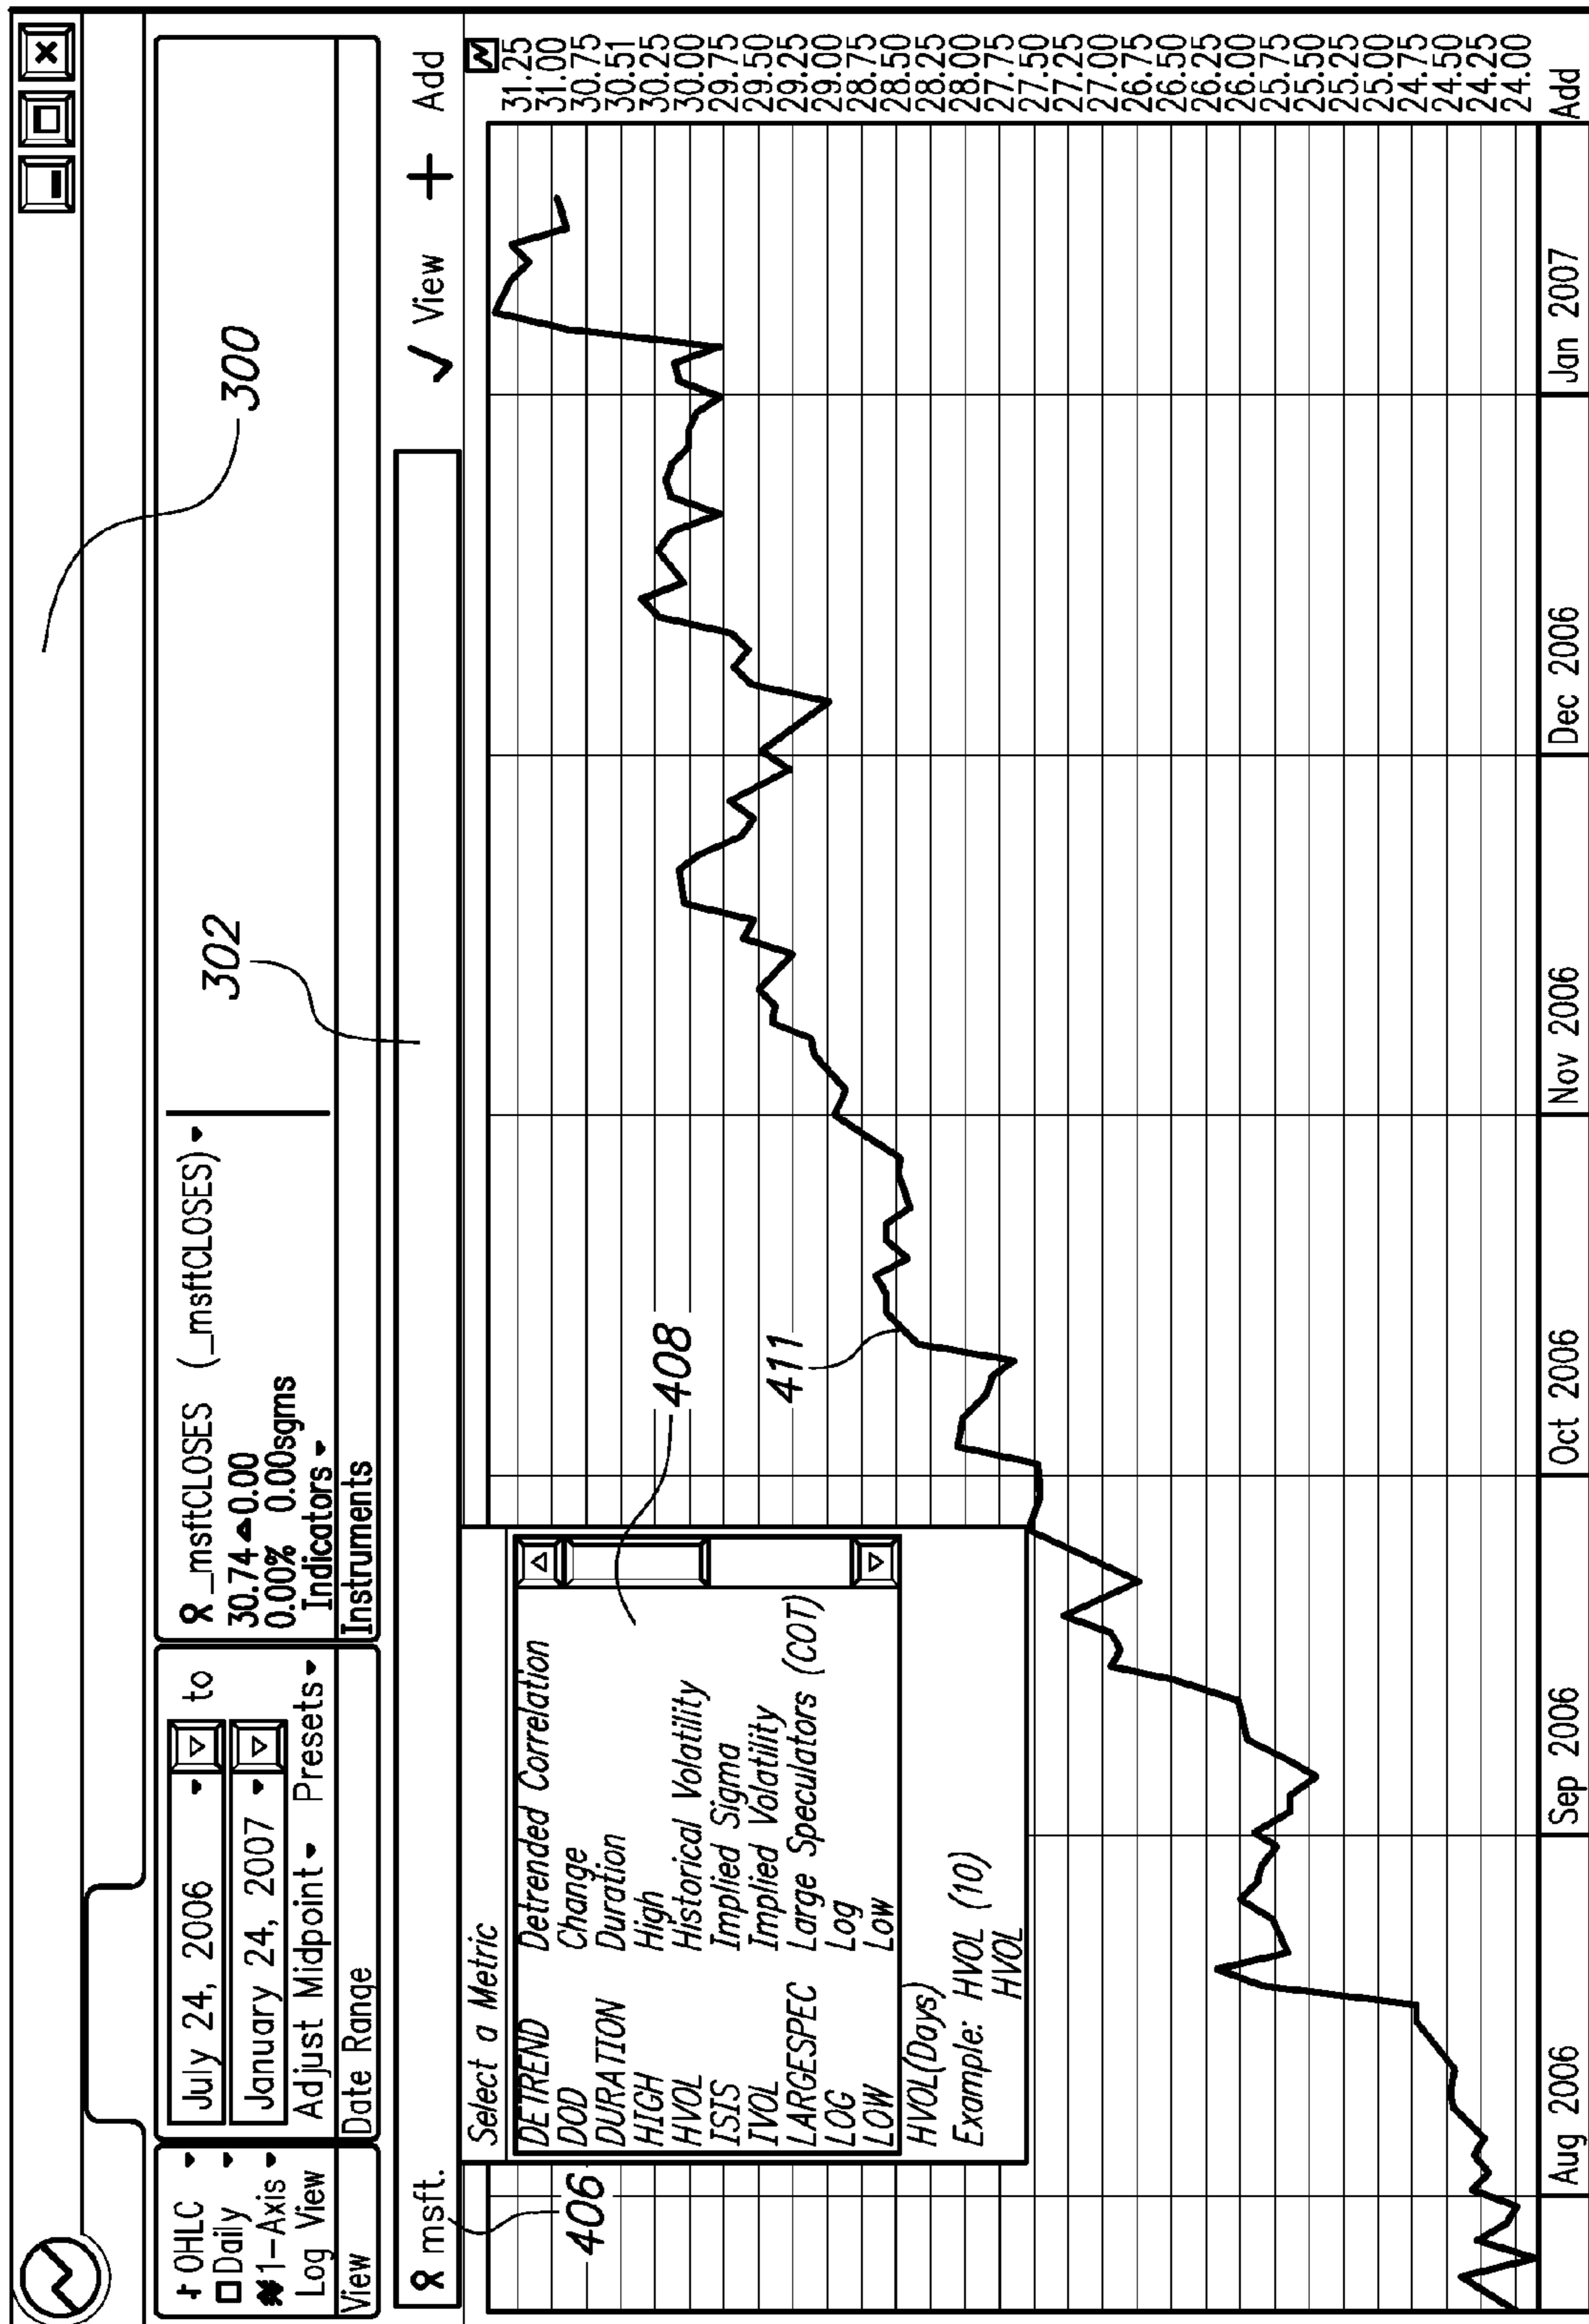 OHLC
Daily
1-Axis
Log View
View
July 24, 2006 to
January 24, 2007
Adjust Midpoint Presets
Date Range
_msftCLOSES (_msftCLOSES)
30.74 0.00
0.00% 0.00sgms
Indicators
Instruments
302
300
msft.
View + Add
406
Select a Metric
DETREND Detrended Correlation
DOD Change
DURATION Duration
HIGH High
HVOL Historical Volatility
ISIS Implied Sigma
IVOL Implied Volatility
LARGESPEC Large Speculators (COT)
LOG Log
LOW Low
HVOL(Days)
Example: HVOL (10)
HVOL
408
411
31.25
31.00
30.75
30.51
30.25
30.00
29.75
29.50
29.25
29.00
28.75
28.50
28.25
28.00
27.75
27.50
27.25
27.00
26.75
26.50
26.25
26.00
25.75
25.50
25.25
25.00
24.75
24.50
24.25
24.00
Aug 2006 Sep 2006 Oct 2006 Nov 2006 Dec 2006 Jan 2007 Add